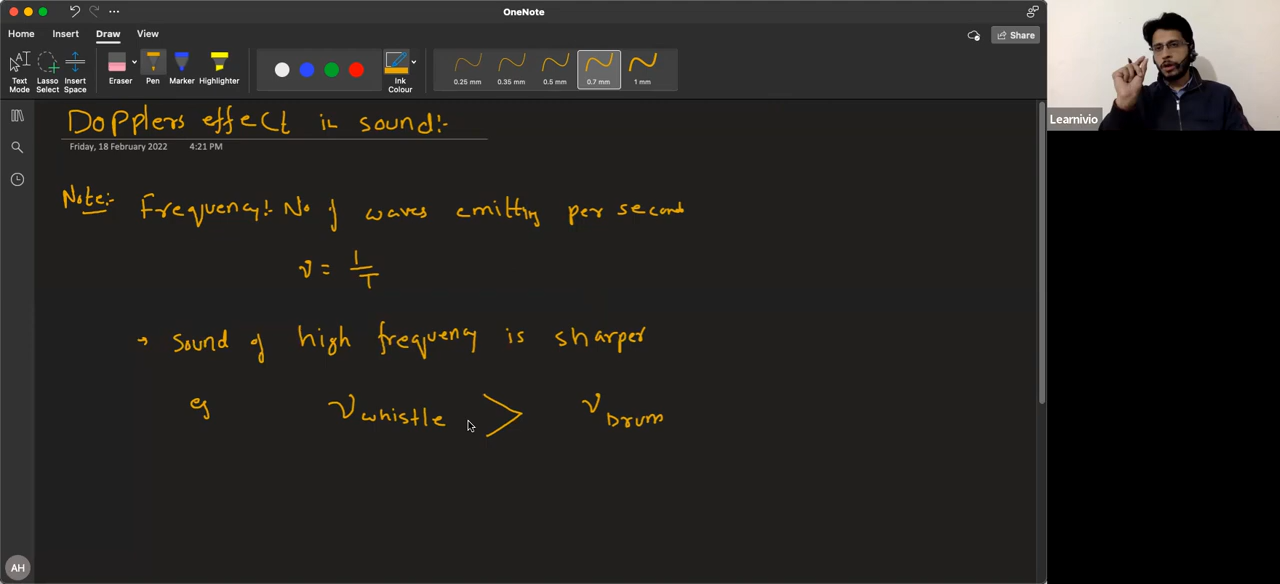 OneNote
Home Insert Draw View
Share
Text Mode Lasso Select Insert Space Eraser Pen Marker Highlighter Ink Colour 0.25 mm 0.35 mm 0.5 mm 0.7 mm 1 mm
Dopplers effect in sound:-
Friday, 18 February 2022 4:21 PM
Note:- Frequency:- No of waves emitting per second
ν = 1/T
→ Sound of high frequency is sharper
eg ν whistle > ν Drum
AH
Learnivio